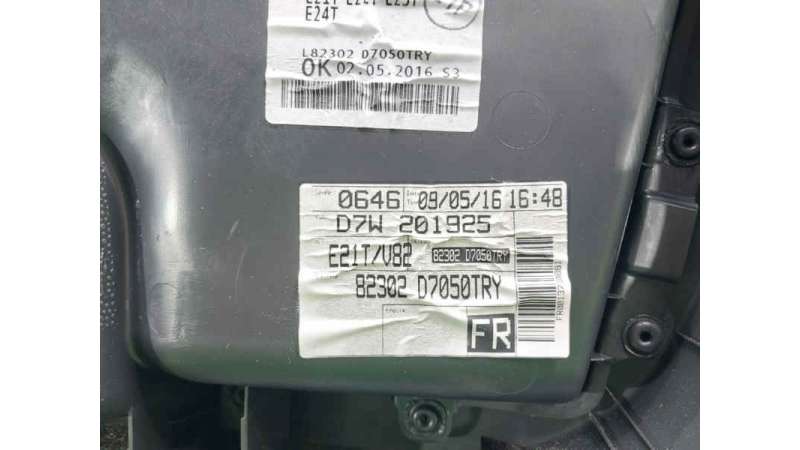 E24T
L82302 D7050TRY
OK 02.05.2016 S3
0646 09/05/16 16:48
D7W 201925
E21T/V82 82302 D7050TRY
82302 D7050TRY
FR